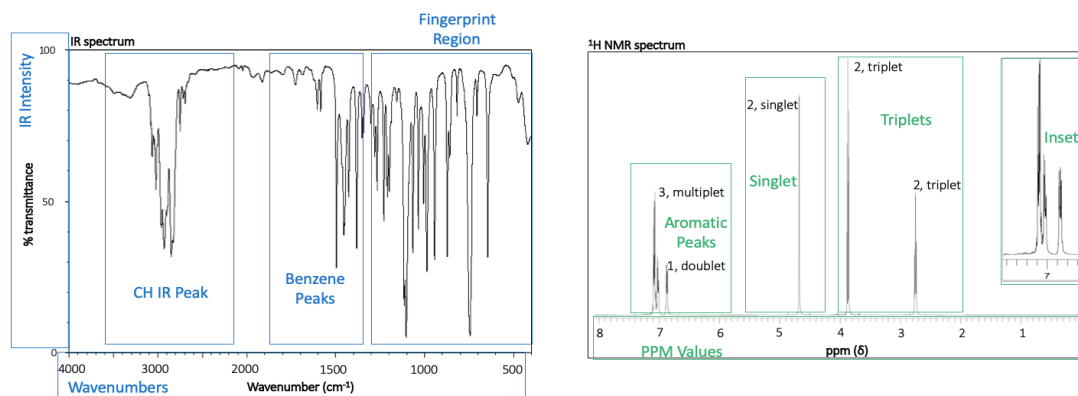 Fingerprint
Region
IR spectrum
100
IR Intensity
% transmittance
50
0
CH IR Peak
Benzene
Peaks
4000
3000
2000
1500
1000
500
Wavenumbers
Wavenumber (cm-1)
1H NMR spectrum
2, triplet
2, singlet
Triplets
Inset
Singlet
3, multiplet
2, triplet
Aromatic
Peaks
1, doublet
7
8
7
6
5
4
3
2
1
PPM Values
ppm (δ)